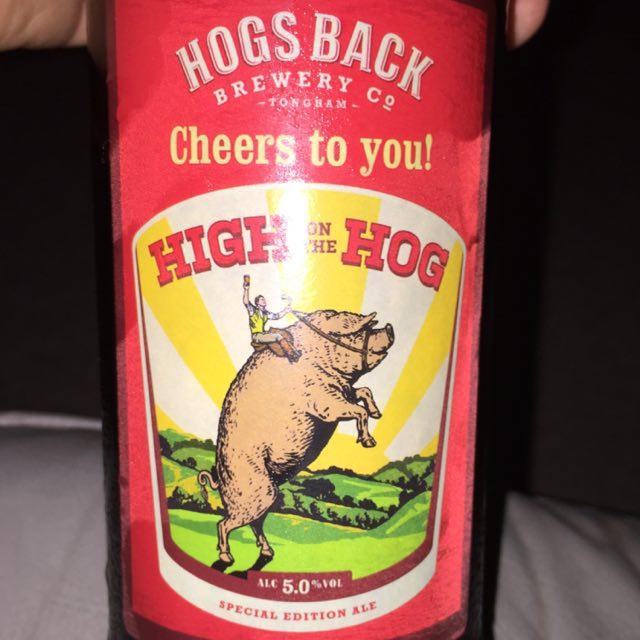 HOGS BACK
BREWERY Co
-TONGHAM-
Cheers to you!
HIGH ON THE HOG
ALC 5.0%VOL
SPECIAL EDITION ALE